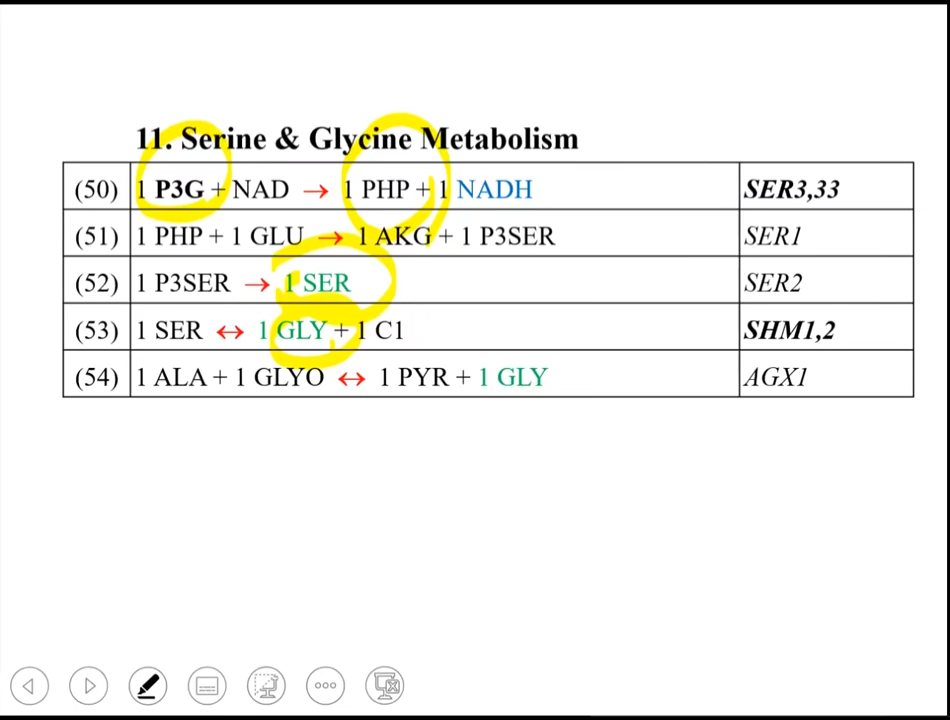 11. Serine & Glycine Metabolism
(50) 1 P3G + NAD → 1 PHP + 1 NADH SER3,33
(51) 1 PHP + 1 GLU → 1 AKG + 1 P3SER SER1
(52) 1 P3SER → 1 SER SER2
(53) 1 SER ↔ 1 GLY + 1 C1 SHM1,2
(54) 1 ALA + 1 GLYO ↔ 1 PYR + 1 GLY AGX1